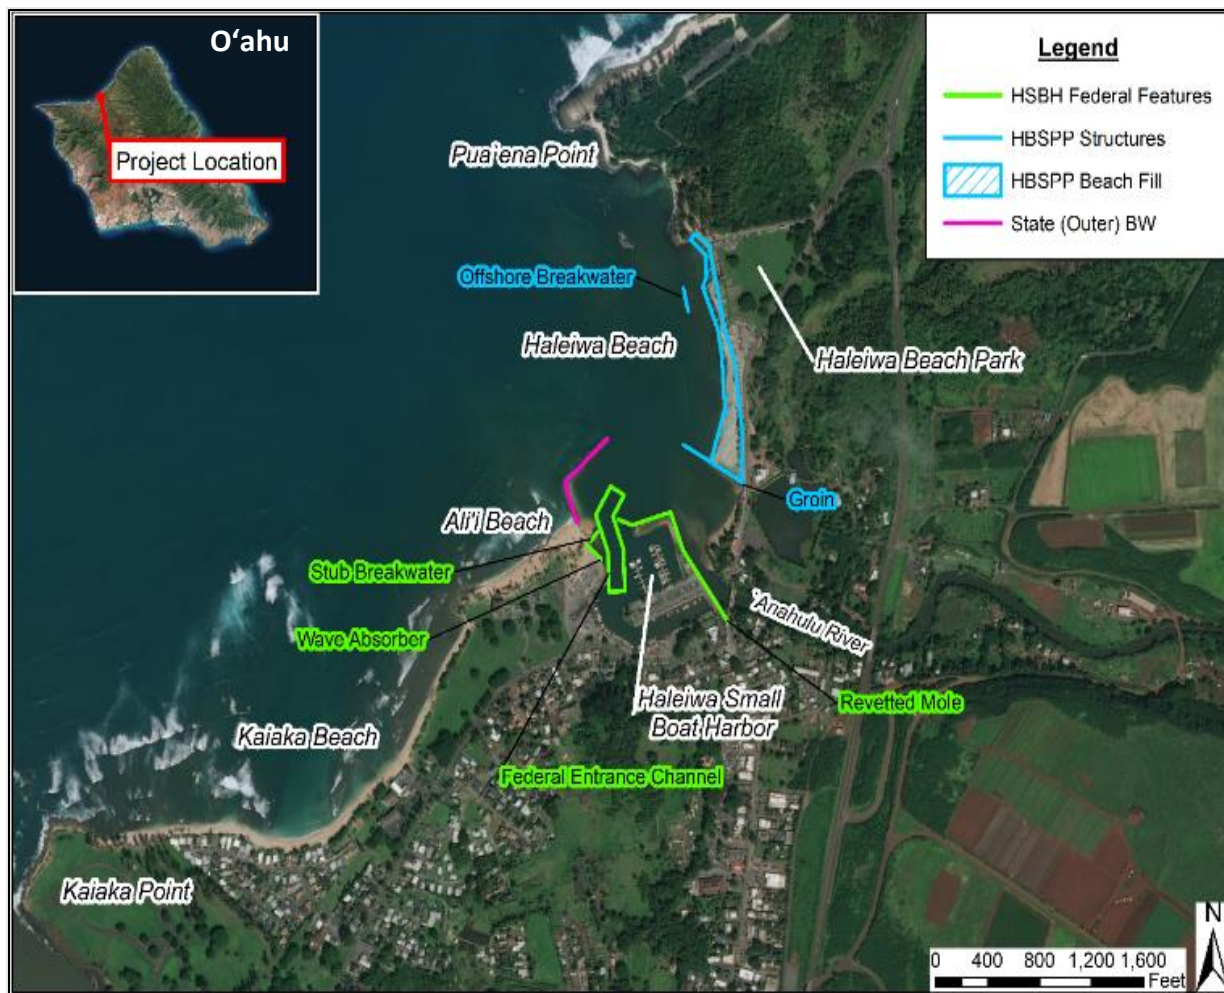 Oʻahu
Project Location
Legend
HSBH Federal Features
HBSPP Structures
HBSPP Beach Fill
State (Outer) BW
Pua'ena Point
Offshore Breakwater
Haleiwa Beach
Haleiwa Beach Park
Groin
Ali'i Beach
Stub Breakwater
Wave Absorber
`Anahulu River
Haleiwa Small
Boat Harbor
Revetted Mole
Kaiaka Beach
Federal Entrance Channel
Kaiaka Point
N
0 400 800 1,200 1,600
Feet